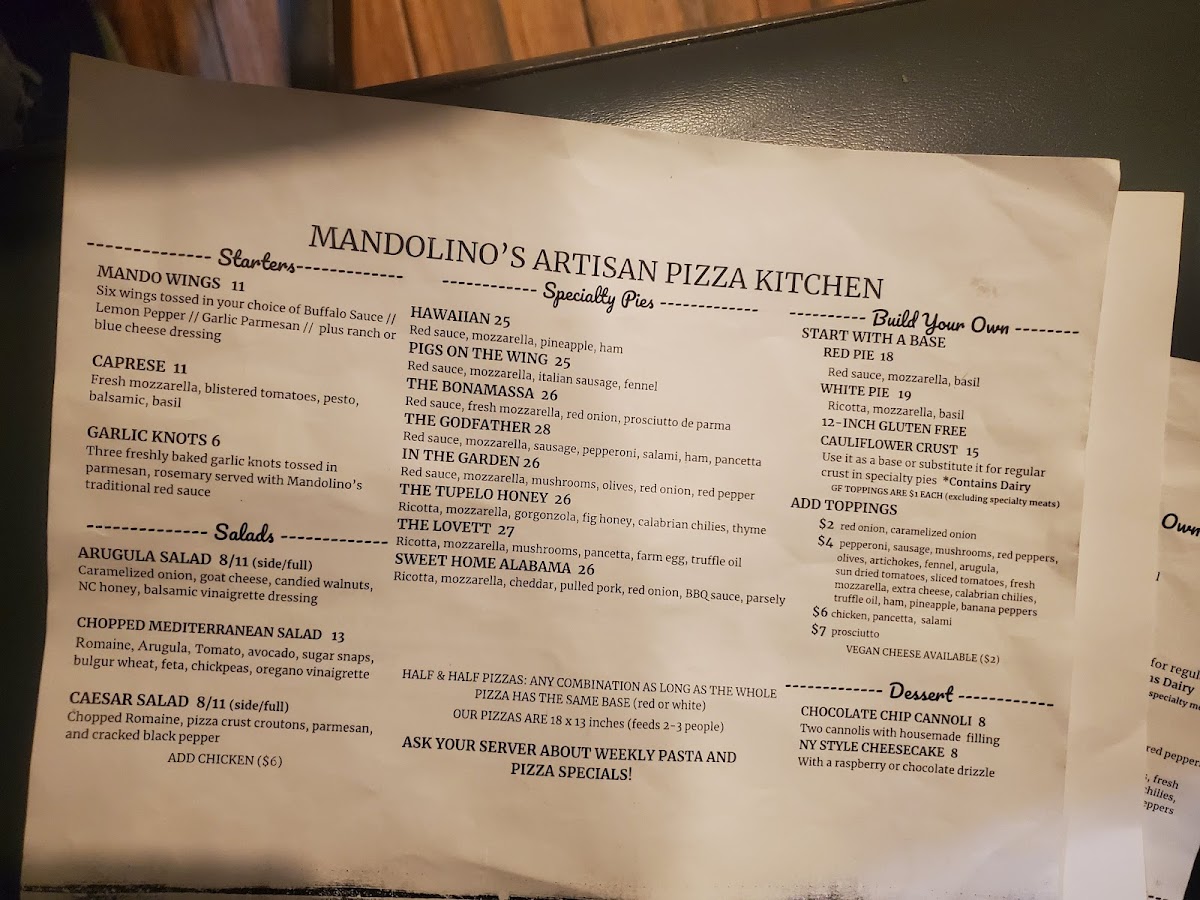 MANDOLINO'S ARTISAN PIZZA KITCHEN
Starters
MANDO WINGS 11
Six wings tossed in your choice of Buffalo Sauce //
Lemon Pepper // Garlic Parmesan // plus ranch or
blue cheese dressing
CAPRESE 11
Fresh mozzarella, blistered tomatoes, pesto,
balsamic, basil
GARLIC KNOTS 6
Three freshly baked garlic knots tossed in
parmesan, rosemary served with Mandolino's
traditional red sauce
Salads
ARUGULA SALAD 8/11 (side/full)
Caramelized onion, goat cheese, candied walnuts,
NC honey, balsamic vinaigrette dressing
CHOPPED MEDITERRANEAN SALAD 13
Romaine, Arugula, Tomato, avocado, sugar snaps,
bulgur wheat, feta, chickpeas, oregano vinaigrette
CAESAR SALAD 8/11 (side/full)
Chopped Romaine, pizza crust croutons, parmesan,
and cracked black pepper
ADD CHICKEN ($6)
Specialty Pies
HAWAIIAN 25
Red sauce, mozzarella, pineapple, ham
PIGS ON THE WING 25
Red sauce, mozzarella, italian sausage, fennel
THE BONAMASSA 26
Red sauce, fresh mozzarella, red onion, prosciutto de parma
THE GODFATHER 28
Red sauce, mozzarella, sausage, pepperoni, salami, ham, pancetta
IN THE GARDEN 26
Red sauce, mozzarella, mushrooms, olives, red onion, red pepper
THE TUPELO HONEY 26
Ricotta, mozzarella, gorgonzola, fig honey, calabrian chilies, thyme
THE LOVETT 27
Ricotta, mozzarella, mushrooms, pancetta, farm egg, truffle oil
SWEET HOME ALABAMA 26
Ricotta, mozzarella, cheddar, pulled pork, red onion, BBQ sauce, parsely
HALF & HALF PIZZAS: ANY COMBINATION AS LONG AS THE WHOLE
PIZZA HAS THE SAME BASE (red or white)
OUR PIZZAS ARE 18 x 13 inches (feeds 2-3 people)
ASK YOUR SERVER ABOUT WEEKLY PASTA AND
PIZZA SPECIALS!
Build Your Own
START WITH A BASE
RED PIE 18
Red sauce, mozzarella, basil
WHITE PIE 19
Ricotta, mozzarella, basil
12-INCH GLUTEN FREE
CAULIFLOWER CRUST 15
Use it as a base or substitute it for regular
crust in specialty pies *Contains Dairy
GF TOPPINGS ARE $1 EACH (excluding specialty meats)
ADD TOPPINGS
$2 red onion, caramelized onion
$4 pepperoni, sausage, mushrooms, red peppers,
olives, artichokes, fennel, arugula,
sun dried tomatoes, sliced tomatoes, fresh
mozzarella, extra cheese, calabrian chilies,
truffle oil, ham, pineapple, banana peppers
$6 chicken, pancetta, salami
$7 prosciutto
VEGAN CHEESE AVAILABLE ($2)
Dessert
CHOCOLATE CHIP CANNOLI 8
Two cannolis with housemade filling
NY STYLE CHEESECAKE 8
With a raspberry or chocolate drizzle
Own
for regul
ns Dairy
specialty m
red pepper
, fresh
chilies,
eppers